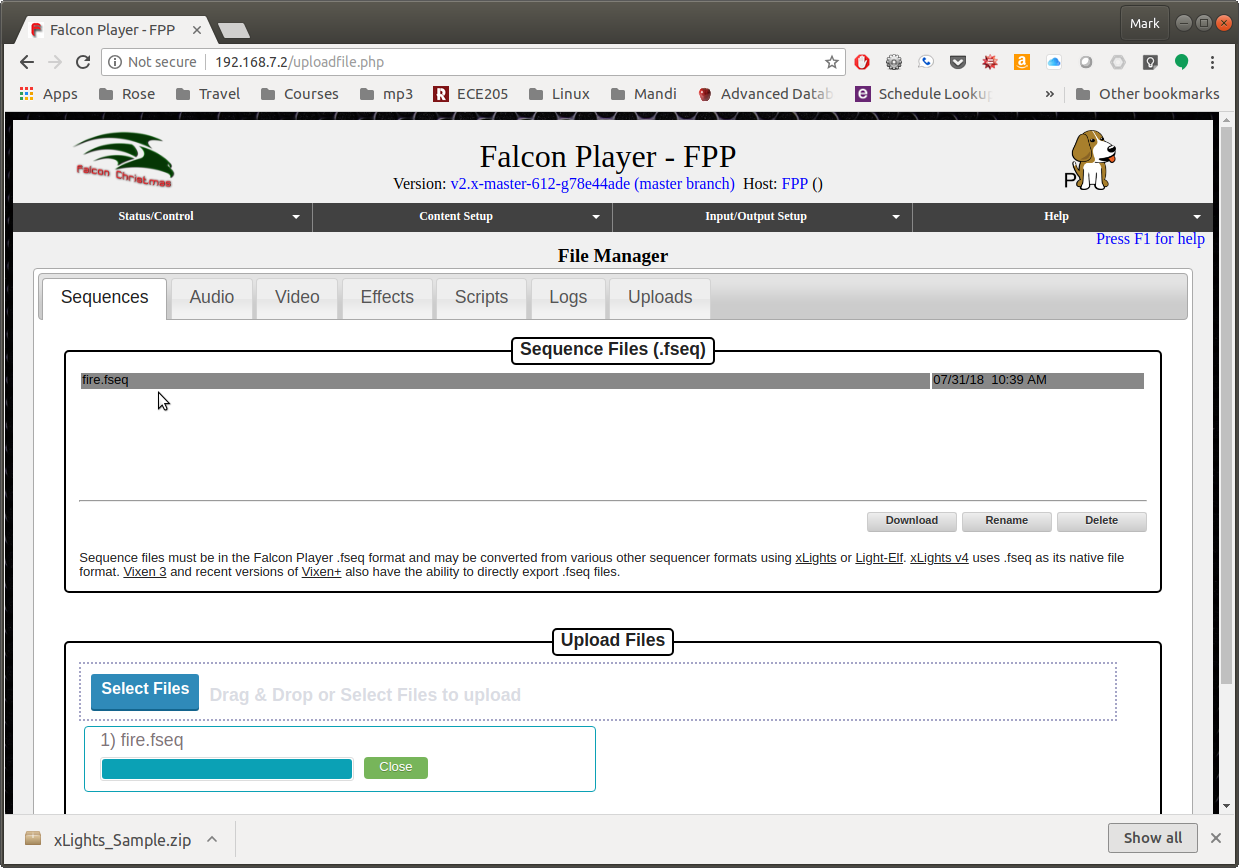 Falcon Player - FPP
Mark
Not secure 192.168.7.2/uploadfile.php
Apps Rose Travel Courses mp3 ECE205 Linux Mandi Advanced Datab Schedule Looku » Other bookmarks
Falcon Christmas
Falcon Player - FPP
P
Version: v2.x-master-612-g78e44ade (master branch) Host: FPP ()
Status/Control Content Setup Input/Output Setup Help
Press F1 for help
File Manager
Sequences Audio Video Effects Scripts Logs Uploads
Sequence Files (.fseq)
fire.fseq 07/31/18 10:39 AM
Download Rename Delete
Sequence files must be in the Falcon Player .fseq format and may be converted from various other sequencer formats using xLights or Light-Elf. xLights v4 uses .fseq as its native file
format. Vixen 3 and recent versions of Vixen+ also have the ability to directly export .fseq files.
Upload Files
Select Files Drag & Drop or Select Files to upload
1) fire.fseq
Close
xLights_Sample.zip Show all